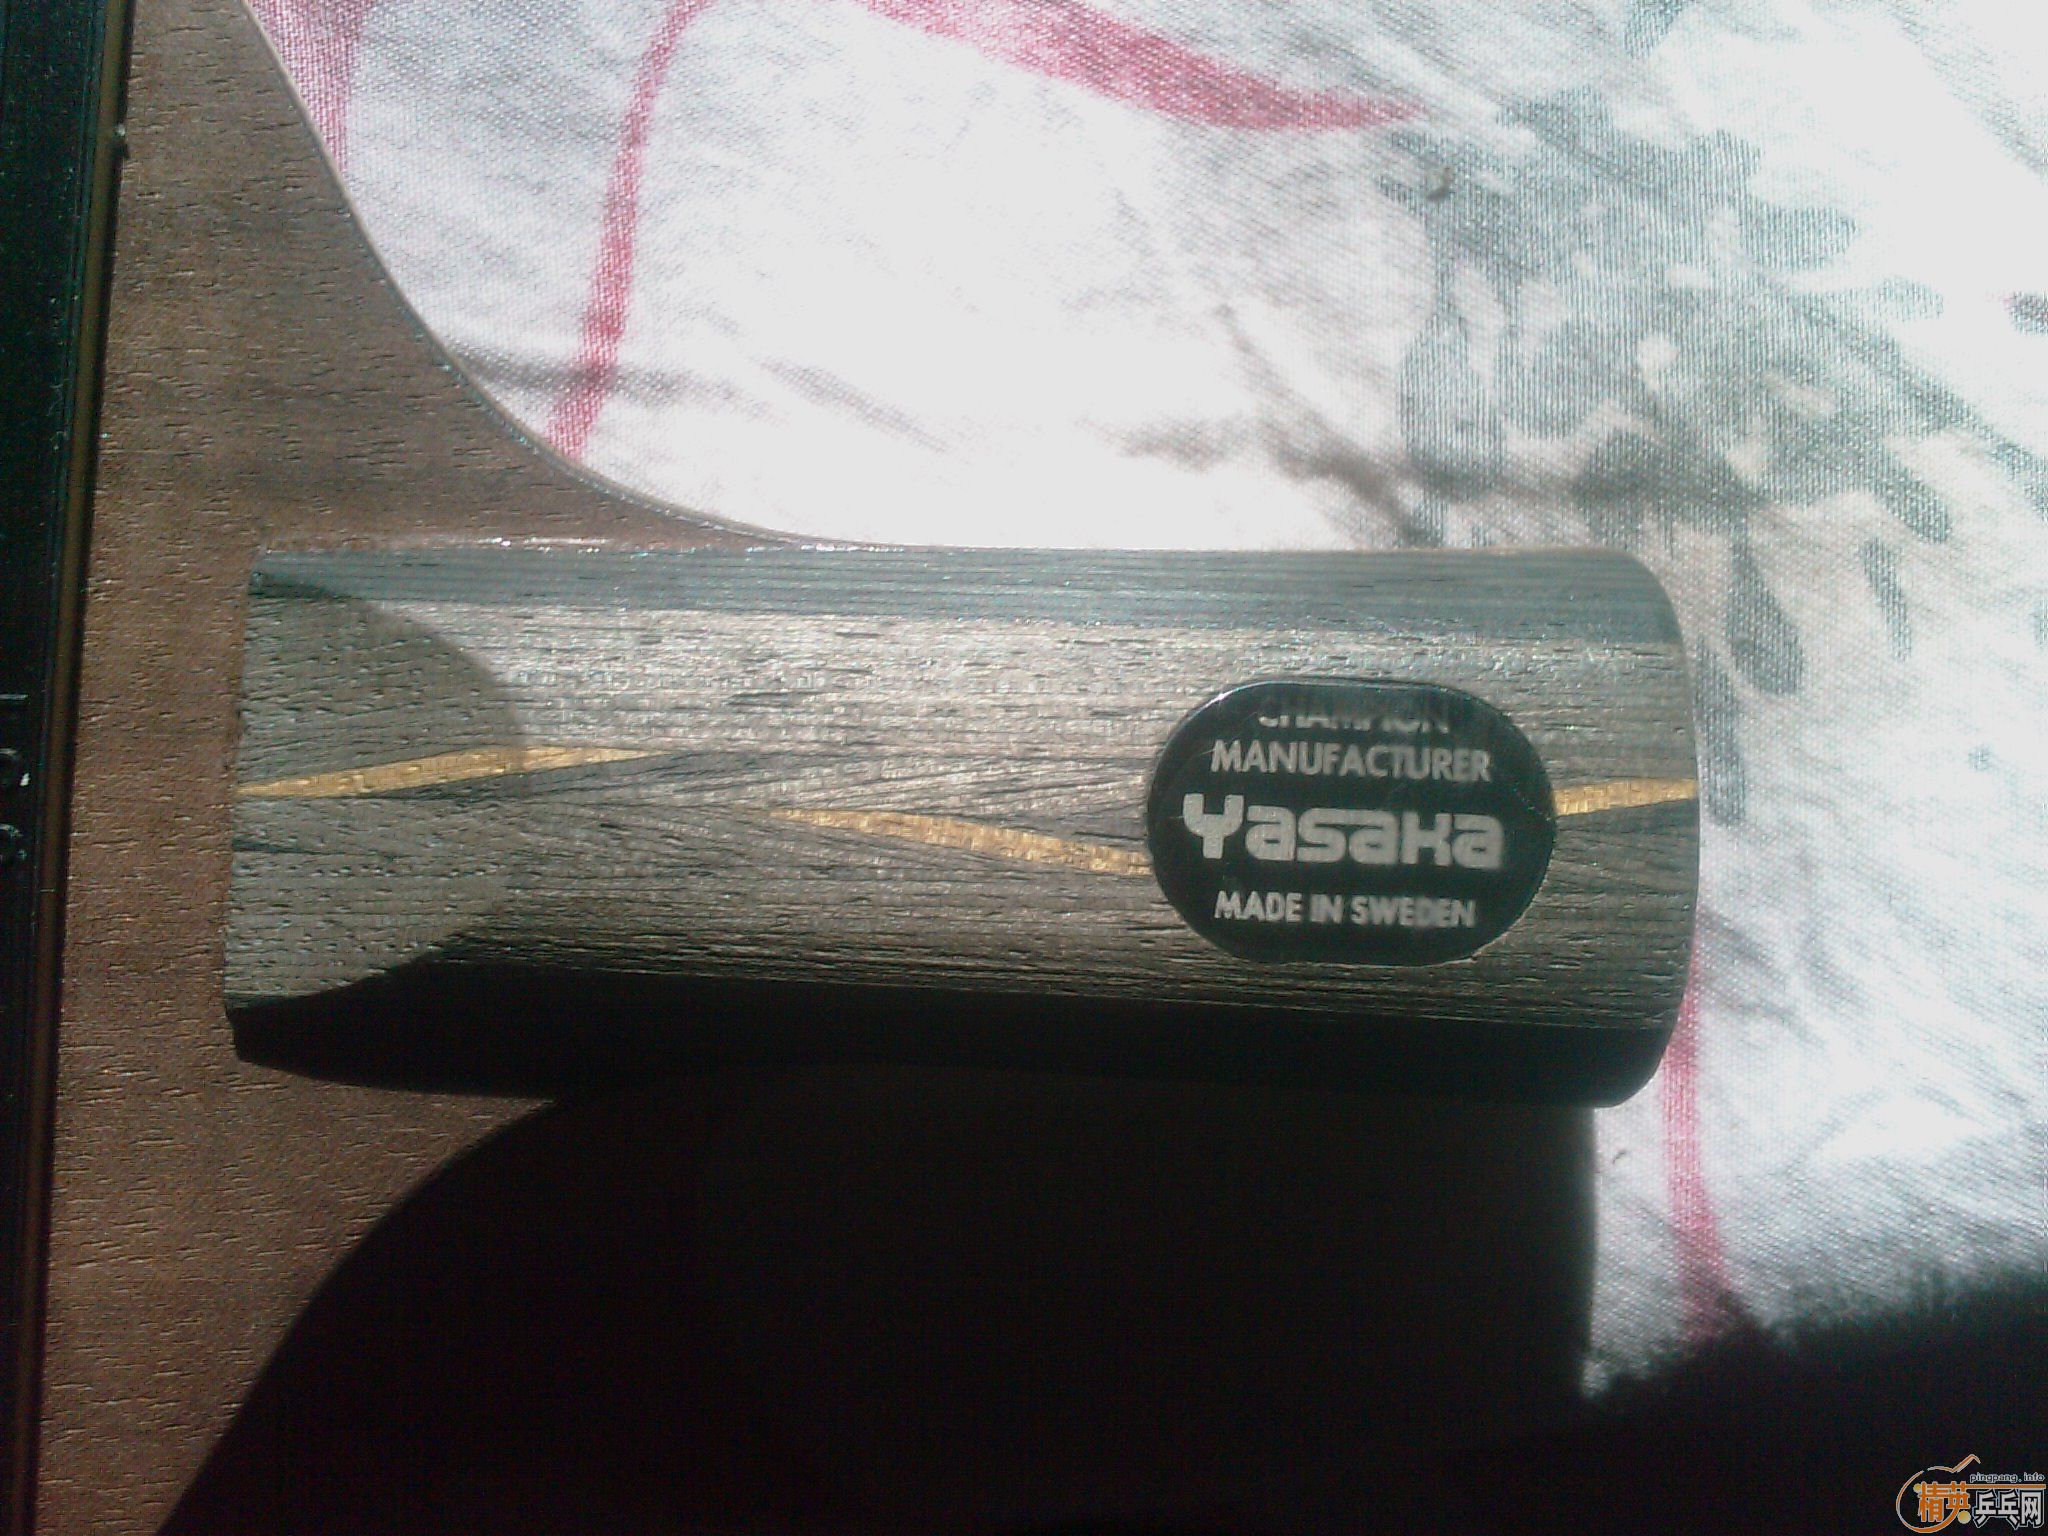 CHAMPION
MANUFACTURER
Yasaka
MADE IN SWEDEN
pingpang.info
精英乒乓网